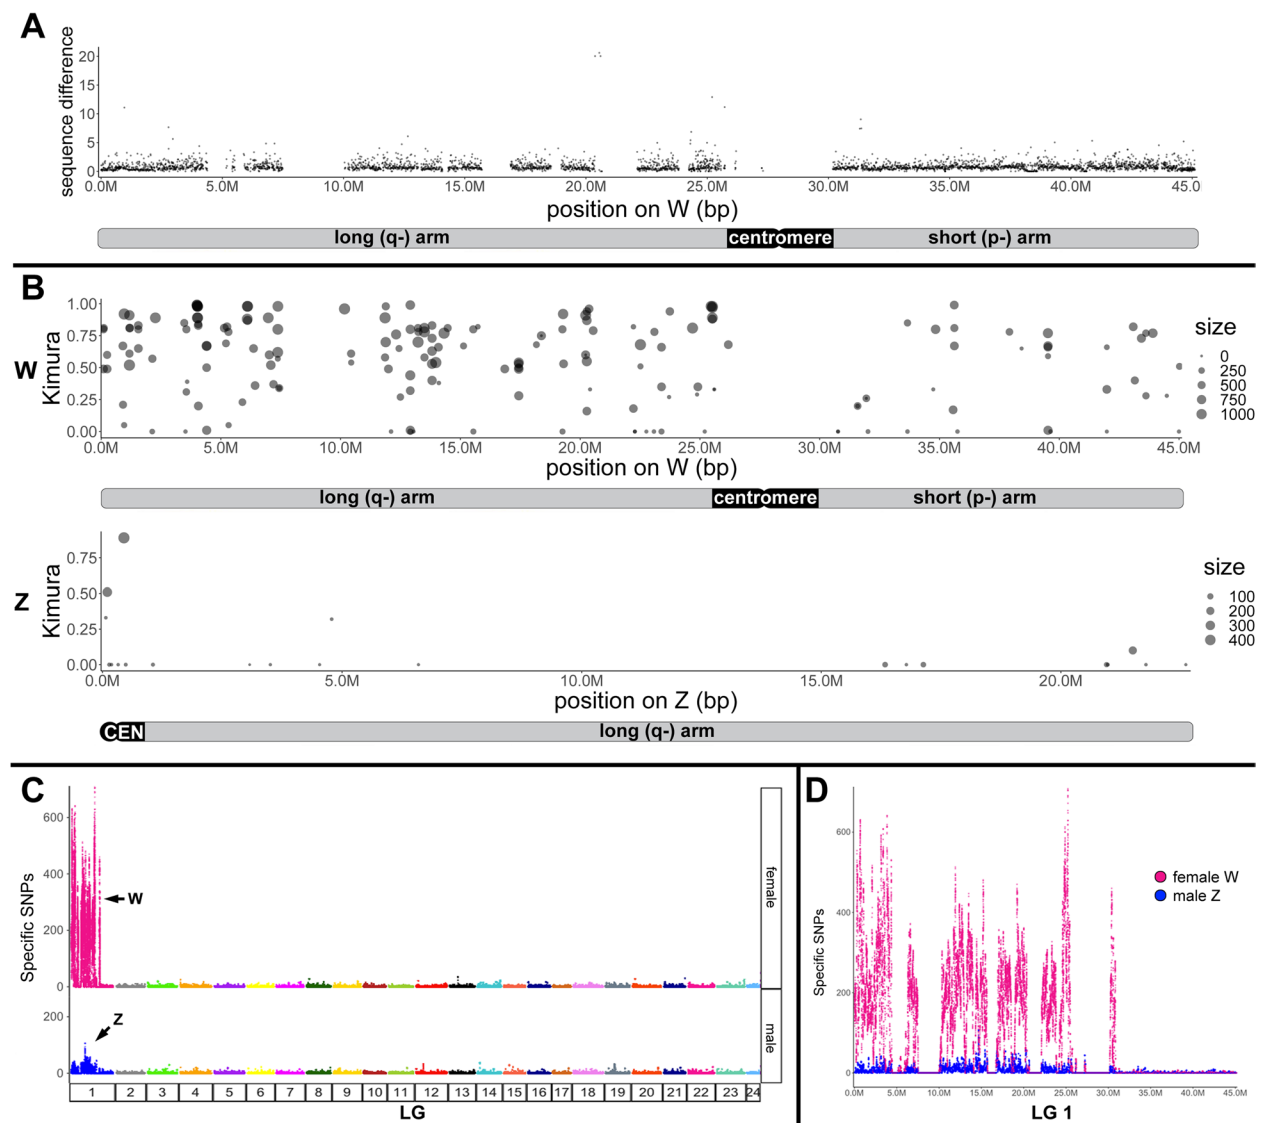 A
sequence difference
20
15
10
5
0
0.0M 5.0M 10.0M 15.0M 20.0M 25.0M 30.0M 35.0M 40.0M 45.0
position on W (bp)
long (q-) arm centromere short (p-) arm
B
W
Kimura
1.00
0.75
0.50
0.25
0.00
0.0M 5.0M 10.0M 15.0M 20.0M 25.0M 30.0M 35.0M 40.0M 45.0M
position on W (bp)
size
0
250
500
750
1000
long (q-) arm centromere short (p-) arm
Z
Kimura
0.75
0.50
0.25
0.00
0.0M 5.0M 10.0M 15.0M 20.0M
position on Z (bp)
size
100
200
300
400
CEN long (q-) arm
C
Specific SNPs
600
400
200
0
W
female
200
0
Z
male
1 2 3 4 5 6 7 8 9 10 11 12 13 14 15 16 17 18 19 20 21 22 23 24
LG
D
Specific SNPs
600
400
200
0
female W
male Z
0.0M 5.0M 10.0M 15.0M 20.0M 25.0M 30.0M 35.0M 40.0M 45.0M
LG 1